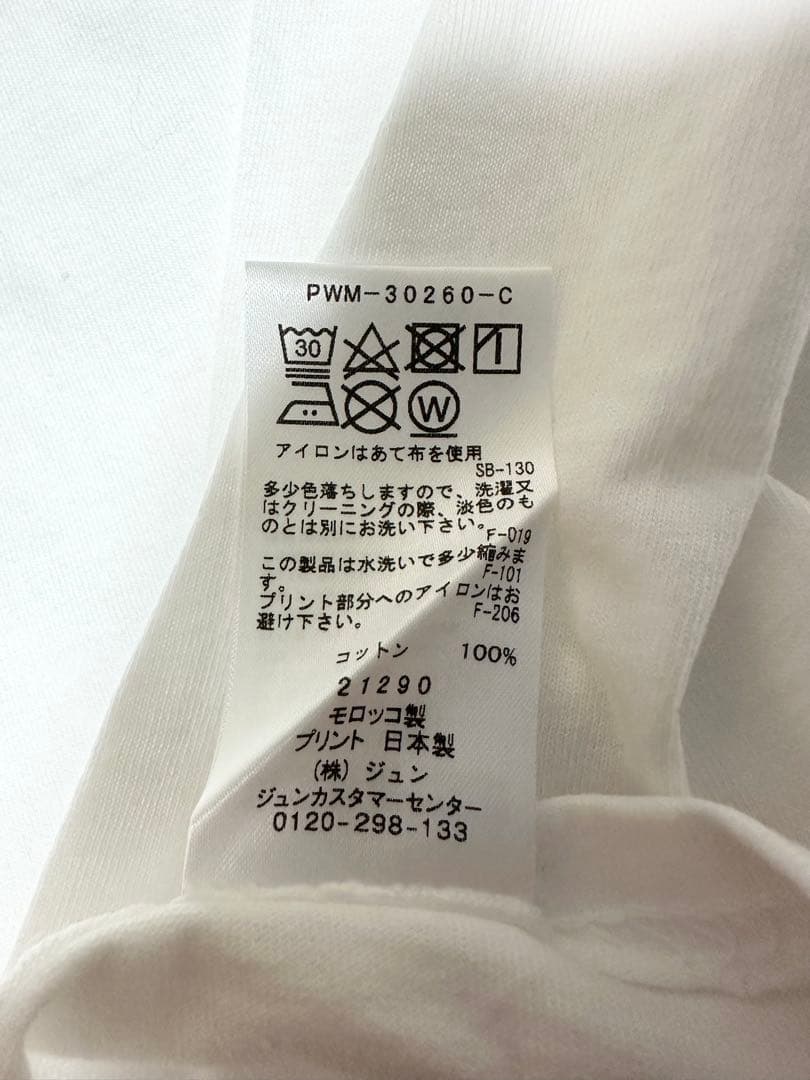 PWM-30260-C
30
W
アイロンはあて布を使用
SB-130
多少色落ちしますので、洗濯又
はクリーニングの際、淡色のも
のとは別にお洗い下さい。
F-019
この製品は水洗いで多少縮みま
す。
F-101
プリント部分へのアイロンはお
避け下さい。
F-206
コットン 100%
21290
モロッコ製
プリント 日本製
(株) ジュン
ジュンカスタマーセンター
0120-298-133